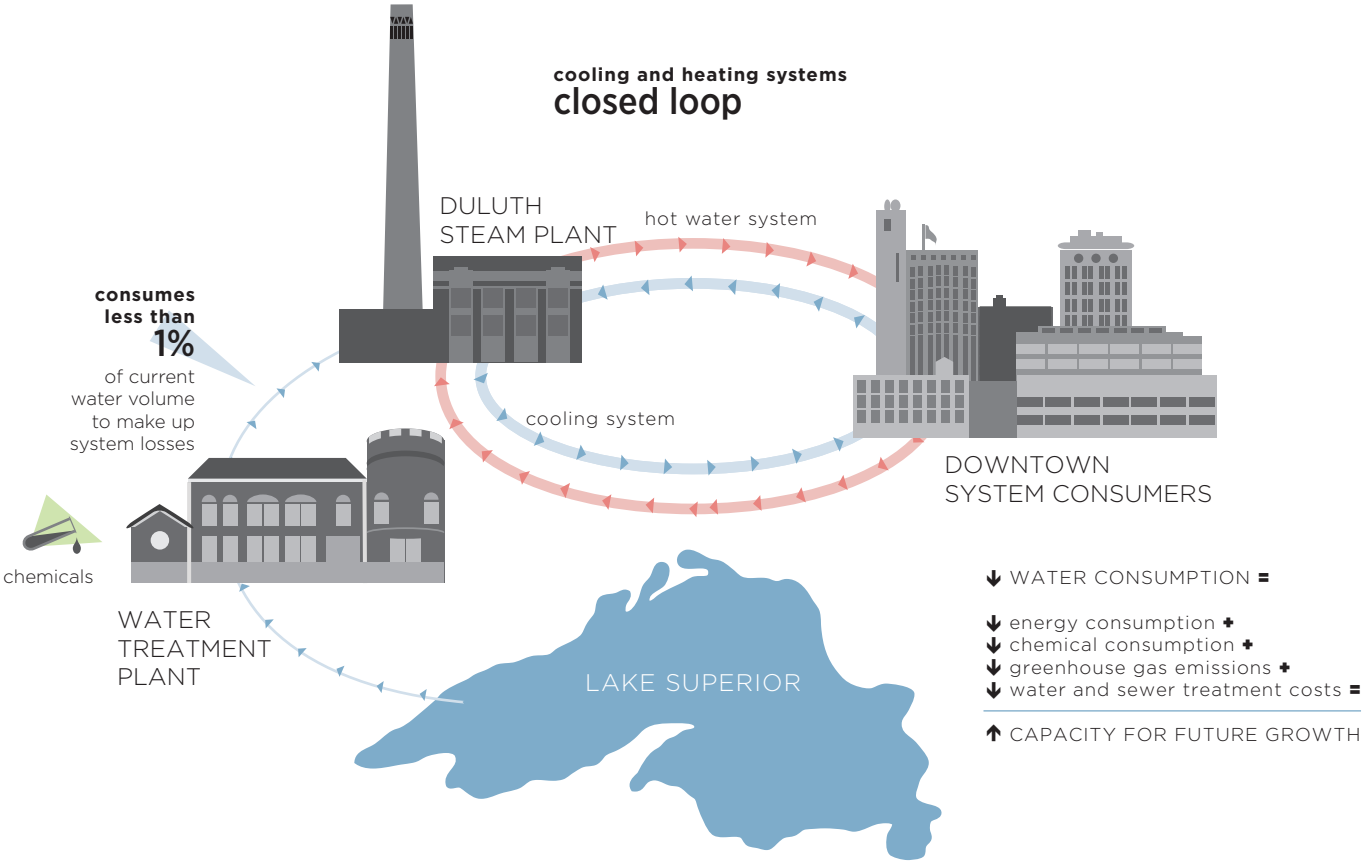 cooling and heating systems
closed loop
DULUTH
STEAM PLANT
hot water system
consumes
less than
1%
of current
water volume
to make up
system losses
cooling system
DOWNTOWN
SYSTEM CONSUMERS
chemicals
WATER
TREATMENT
PLANT
LAKE SUPERIOR
↓ WATER CONSUMPTION =
↓ energy consumption +
↓ chemical consumption +
↓ greenhouse gas emissions +
↓ water and sewer treatment costs =
↑ CAPACITY FOR FUTURE GROWTH